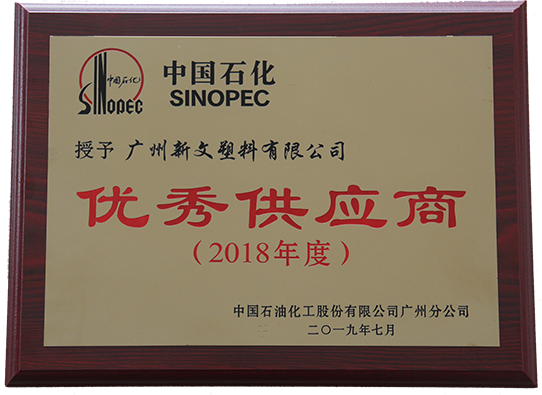 中国石化
SINOPEC
中国石化
SINOPEC
授予 广州新文塑料有限公司
优秀供应商
(2018年度)
中国石油化工股份有限公司广州分公司
二〇一九年七月